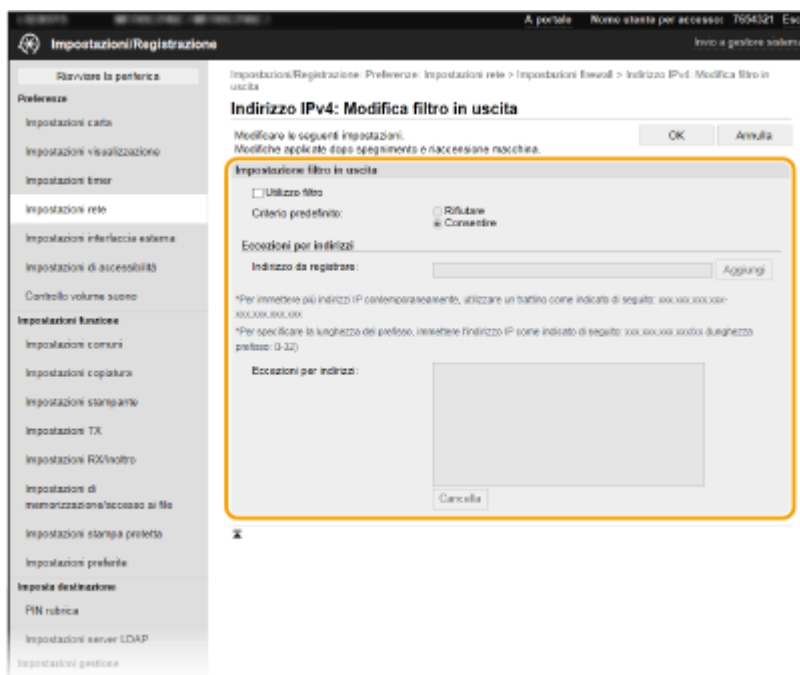 A portale Nome utente per accesso: 7654321 Esc
Impostazioni/Registrazione
Invio a gestore sistema
Riavviare la periferica
Preferenze
Impostazioni carta
Impostazioni visualizzazione
Impostazioni timer
Impostazioni rete
Impostazioni interfaccia esterna
Impostazioni di accessibilità
Controllo volume suono
Impostazioni funzione
Impostazioni comuni
Impostazioni copiatura
Impostazioni stampante
Impostazioni TX
Impostazioni RX/Inoltro
Impostazioni di
memorizzazione/accesso ai file
Impostazioni stampa protetta
Impostazioni preferite
Imposta destinazione
PIN rubrica
Impostazioni server LDAP
Impostazioni gestione
Impostazioni/Registrazione: Preferenze: Impostazioni rete > Impostazioni firewall > Indirizzo IPv4: Modifica filtro in
uscita
Indirizzo IPv4: Modifica filtro in uscita
Modificare le seguenti impostazioni.
Modifiche applicate dopo spegnimento e riaccensione macchina.
OK Annulla
Impostazione filtro in uscita
Utilizzo filtro
Criterio predefinito: Rifiutare
Consentire
Eccezioni per indirizzi
Indirizzo da registrare: Aggiungi
*Per immettere più indirizzi IP contemporaneamente, utilizzare un trattino come indicato di seguito: xxx.xxx.xxx.xxx-
xxx.xxx.xxx.xxx
*Per specificare la lunghezza del prefisso, immettere l'indirizzo IP come indicato di seguito: xxx.xxx.xxx.xxx/xx (lunghezza
prefisso: 0-32)
Eccezioni per indirizzi:
Cancella